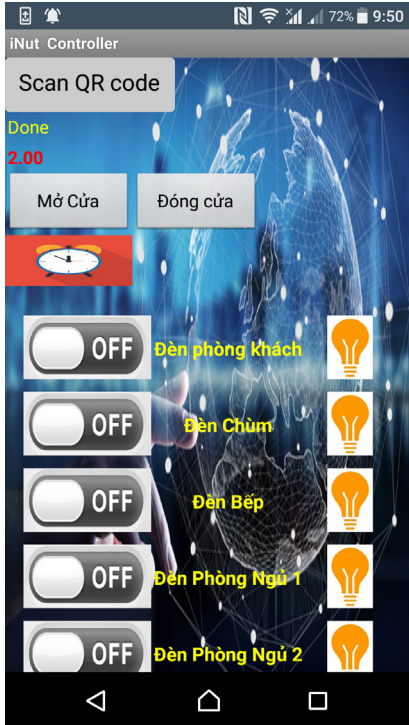 72% 9:50
iNut Controller
Scan QR code
Done
2.00
Mở Cửa Đóng cửa
OFF Đèn phòng khách
OFF Đèn Chùm
OFF Đèn Bếp
OFF Đèn Phòng Ngủ 1
OFF Đèn Phòng Ngủ 2